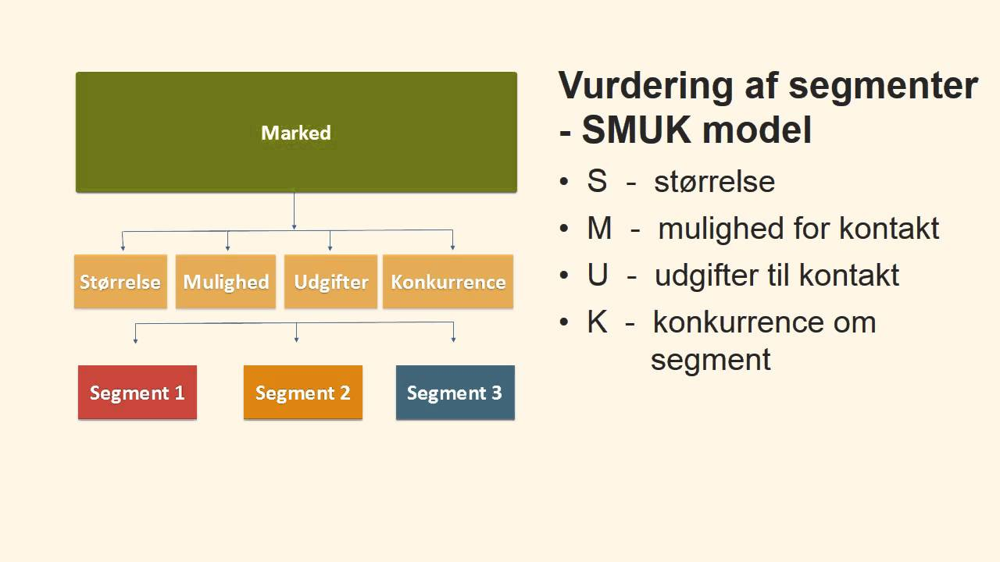 Marked
Størrelse
Mulighed
Udgifter
Konkurrence
Segment 1
Segment 2
Segment 3
Vurdering af segmenter
- SMUK model
• S - størrelse
• M - mulighed for kontakt
• U - udgifter til kontakt
• K - konkurrence om
segment